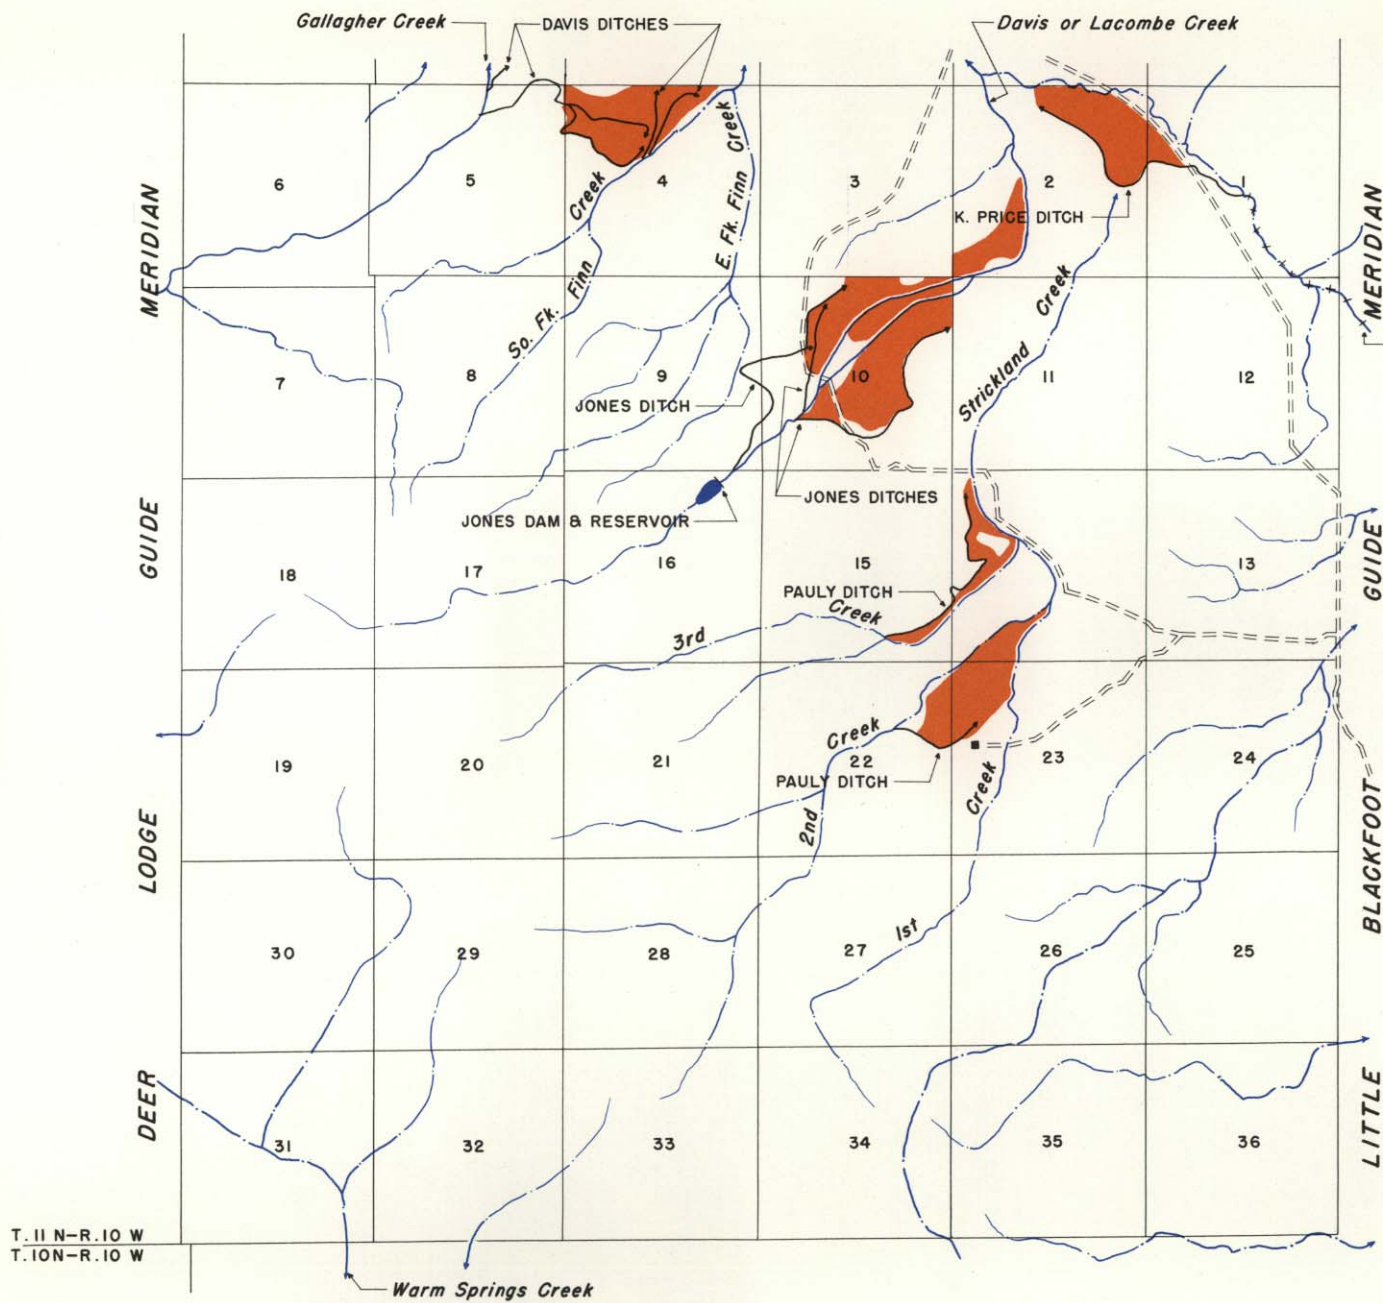 Gallagher Creek
DAVIS DITCHES
Davis or Lacombe Creek
6
5
4
3
2
1
Creek
So. Fk. Finn
E. Fk. Finn Creek
K. PRICE DITCH
MERIDIAN
MERIDIAN
7
8
9
10
11
12
JONES DITCH
Strickland Creek
JONES DITCHES
JONES DAM & RESERVOIR
GUIDE
GUIDE
18
17
16
15
13
PAULY DITCH
3rd Creek
19
20
21
22
23
24
2nd Creek
PAULY DITCH
1st Creek
LODGE
BLACKFOOT
30
29
28
27
26
25
DEER
LITTLE
31
32
33
34
35
36
T. 11 N–R. 10 W
T. 10 N–R. 10 W
Warm Springs Creek